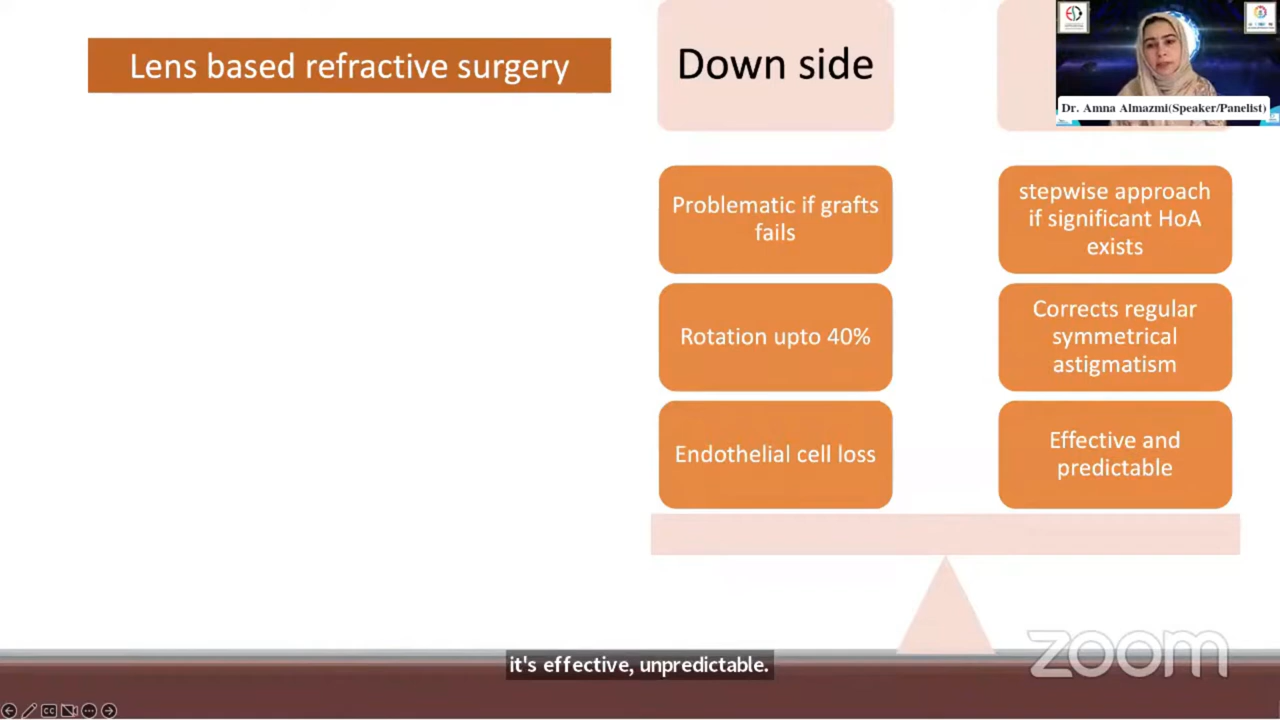 Lens based refractive surgery
Down side
Dr. Amna Almazmi(Speaker/Panelist)
Problematic if grafts
fails
Rotation upto 40%
Endothelial cell loss
stepwise approach
if significant HoA
exists
Corrects regular
symmetrical
astigmatism
Effective and
predictable
zoom
it's effective, unpredictable.
CC